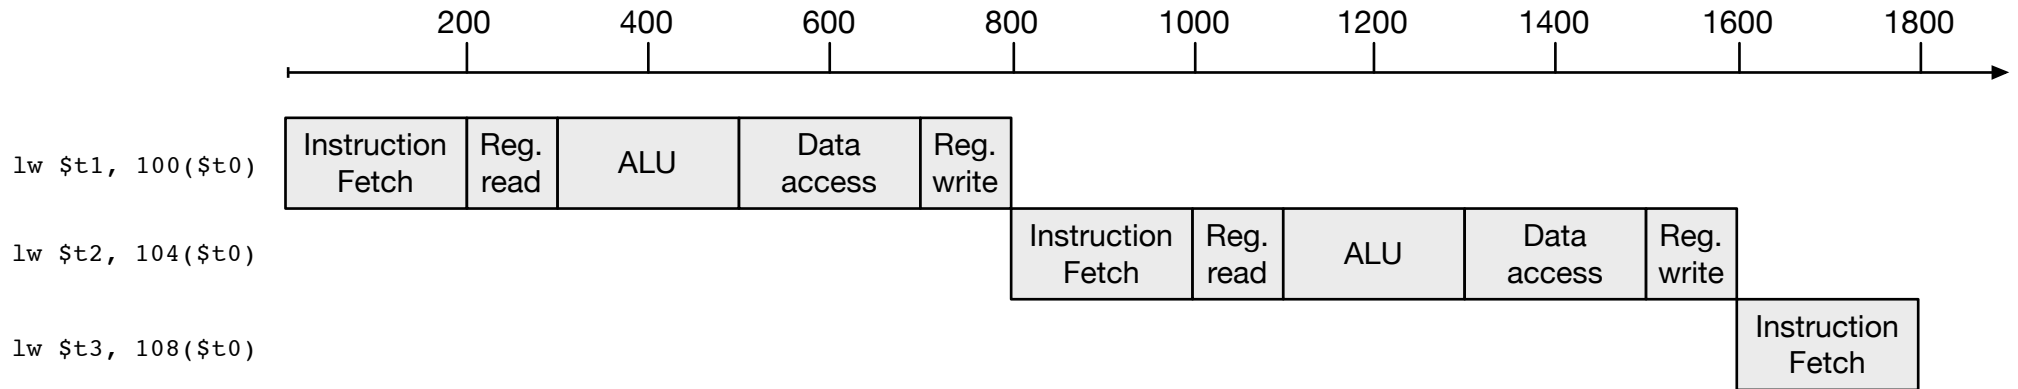 200 400 600 800 1000 1200 1400 1600 1800
lw $t1, 100($t0)
Instruction Fetch
Reg. read
ALU
Data access
Reg. write
lw $t2, 104($t0)
Instruction Fetch
Reg. read
ALU
Data access
Reg. write
lw $t3, 108($t0)
Instruction Fetch